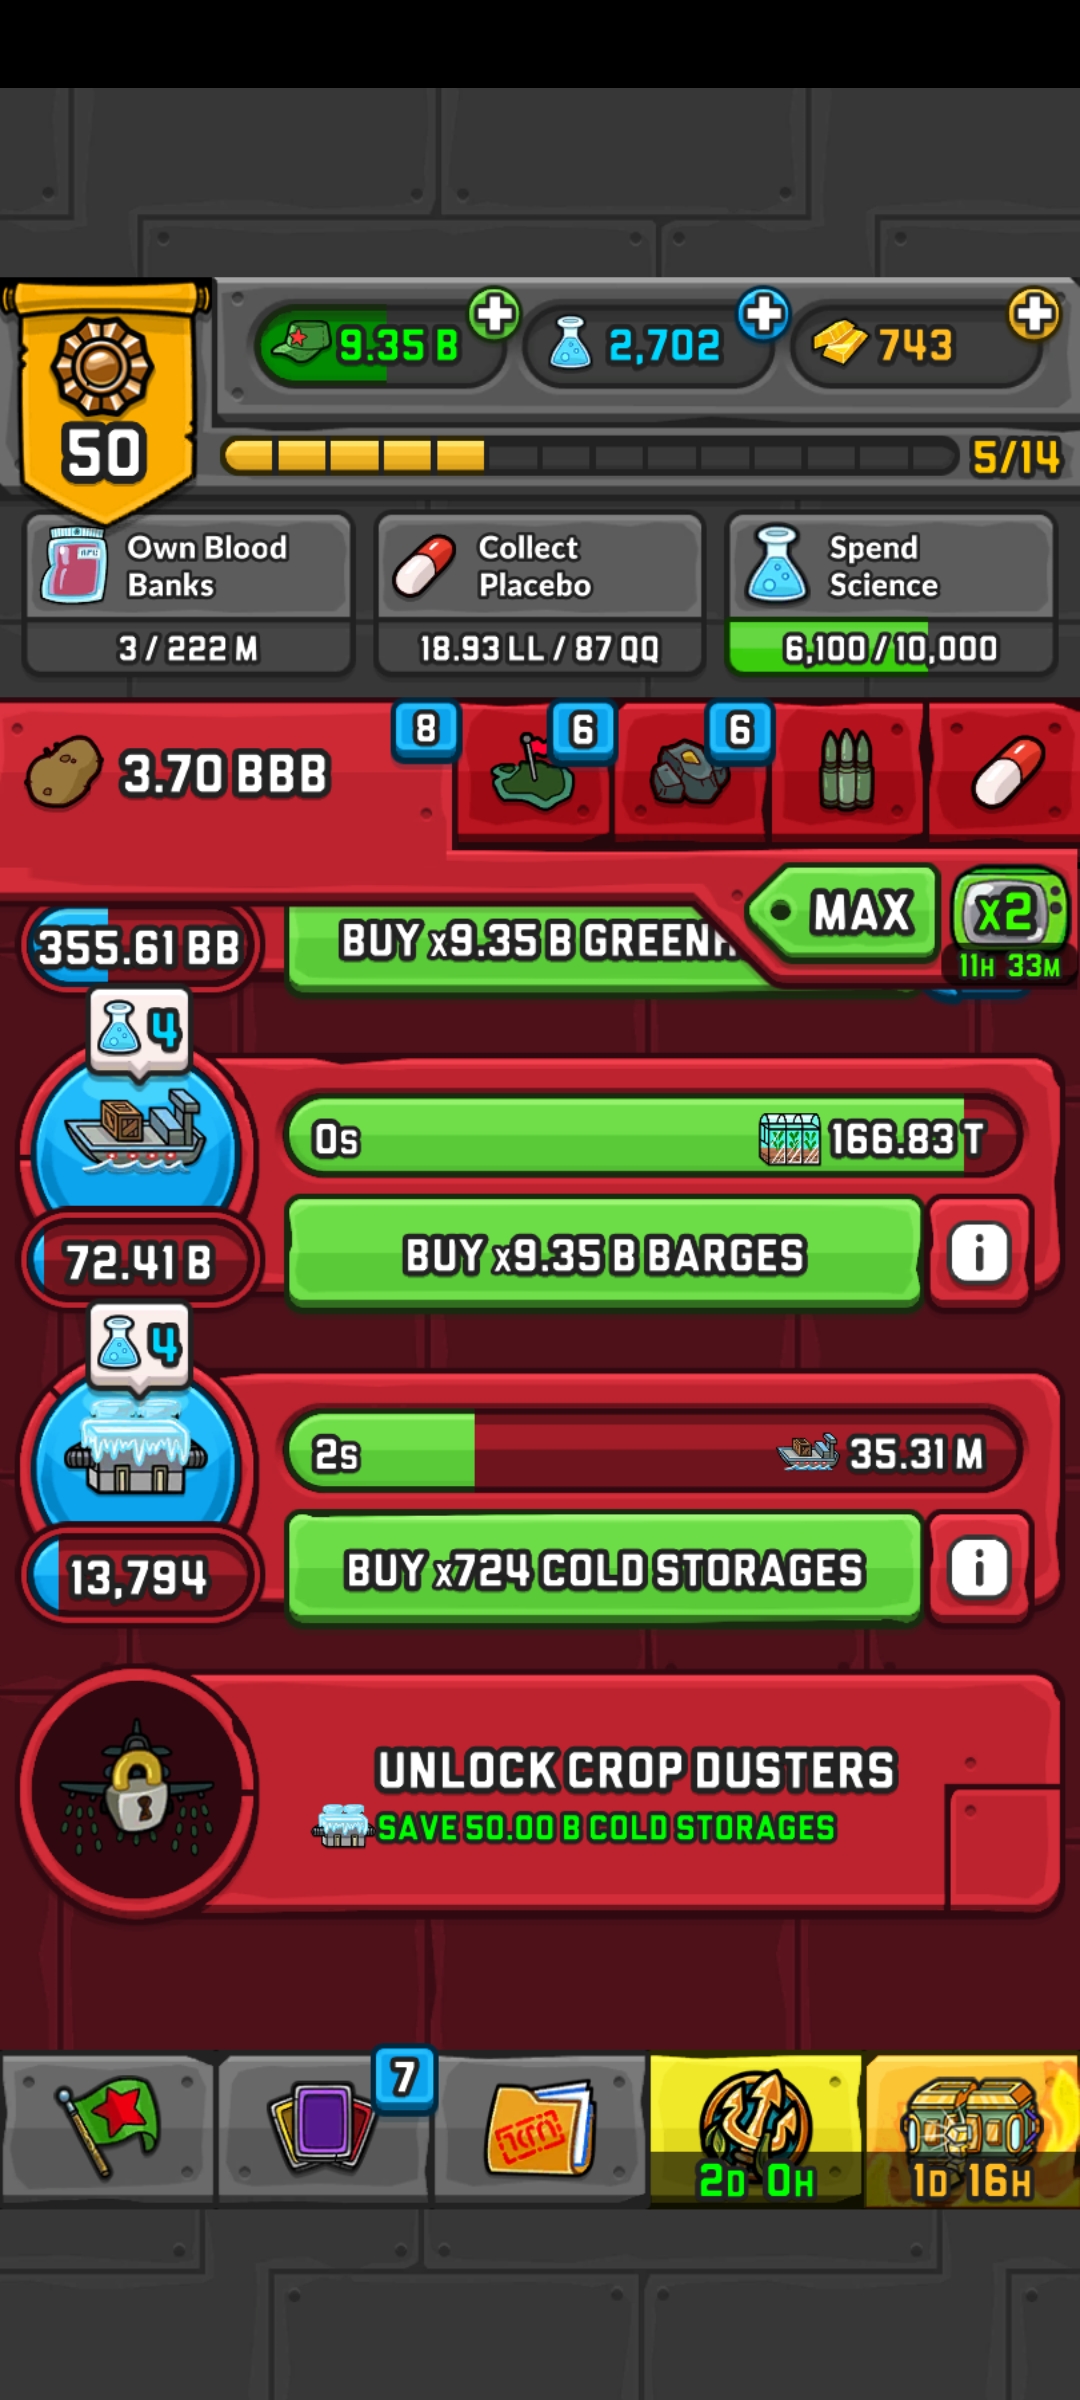 9.35 B
2,702
743
50
5/14
Own Blood
Banks
3 / 222 M
Collect
Placebo
18.93 LL / 87 QQ
Spend
Science
6,100 / 10,000
3.70 BBB
8
6
6
MAX
x2
11H 33M
355.61 BB
BUY x9.35 B GREENH
4
0s
166.83 T
72.41 B
BUY x9.35 B BARGES
i
4
2s
35.31 M
13,794
BUY x724 COLD STORAGES
i
UNLOCK CROP DUSTERS
SAVE 50.00 B COLD STORAGES
7
2D 0H
1D 16H